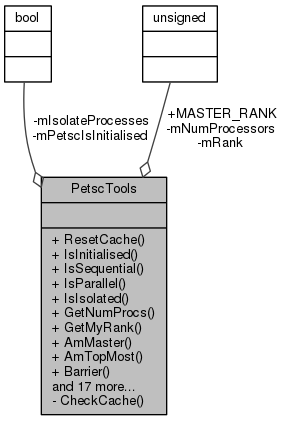 bool
unsigned
+MASTER_RANK
-mIsolateProcesses
-mNumProcessors
-mPetscIsInitialised
-mRank
PetscTools
+ ResetCache()
+ IsInitialised()
+ IsSequential()
+ IsParallel()
+ IsIsolated()
+ GetNumProcs()
+ GetMyRank()
+ AmMaster()
+ AmTopMost()
+ Barrier()
and 17 more...
- CheckCache()